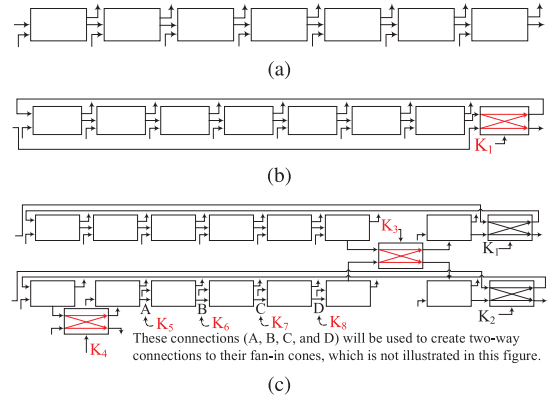 (a)
K1
(b)
K3
K1
A B C D
K5 K6 K7 K8
K2
K4
These connections (A, B, C, and D) will be used to create two-way
connections to their fan-in cones, which is not illustrated in this figure.
(c)